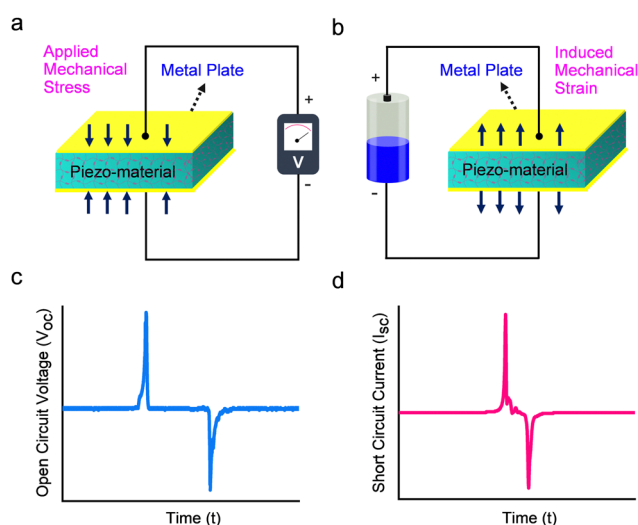 a
Applied
Mechanical
Stress
Metal Plate
+
V
-
Piezo-material
b
Induced
Mechanical
Strain
Metal Plate
+
-
Piezo-material
c
Open Circuit Voltage (Voc)
Time (t)
d
Short Circuit Current (Isc)
Time (t)